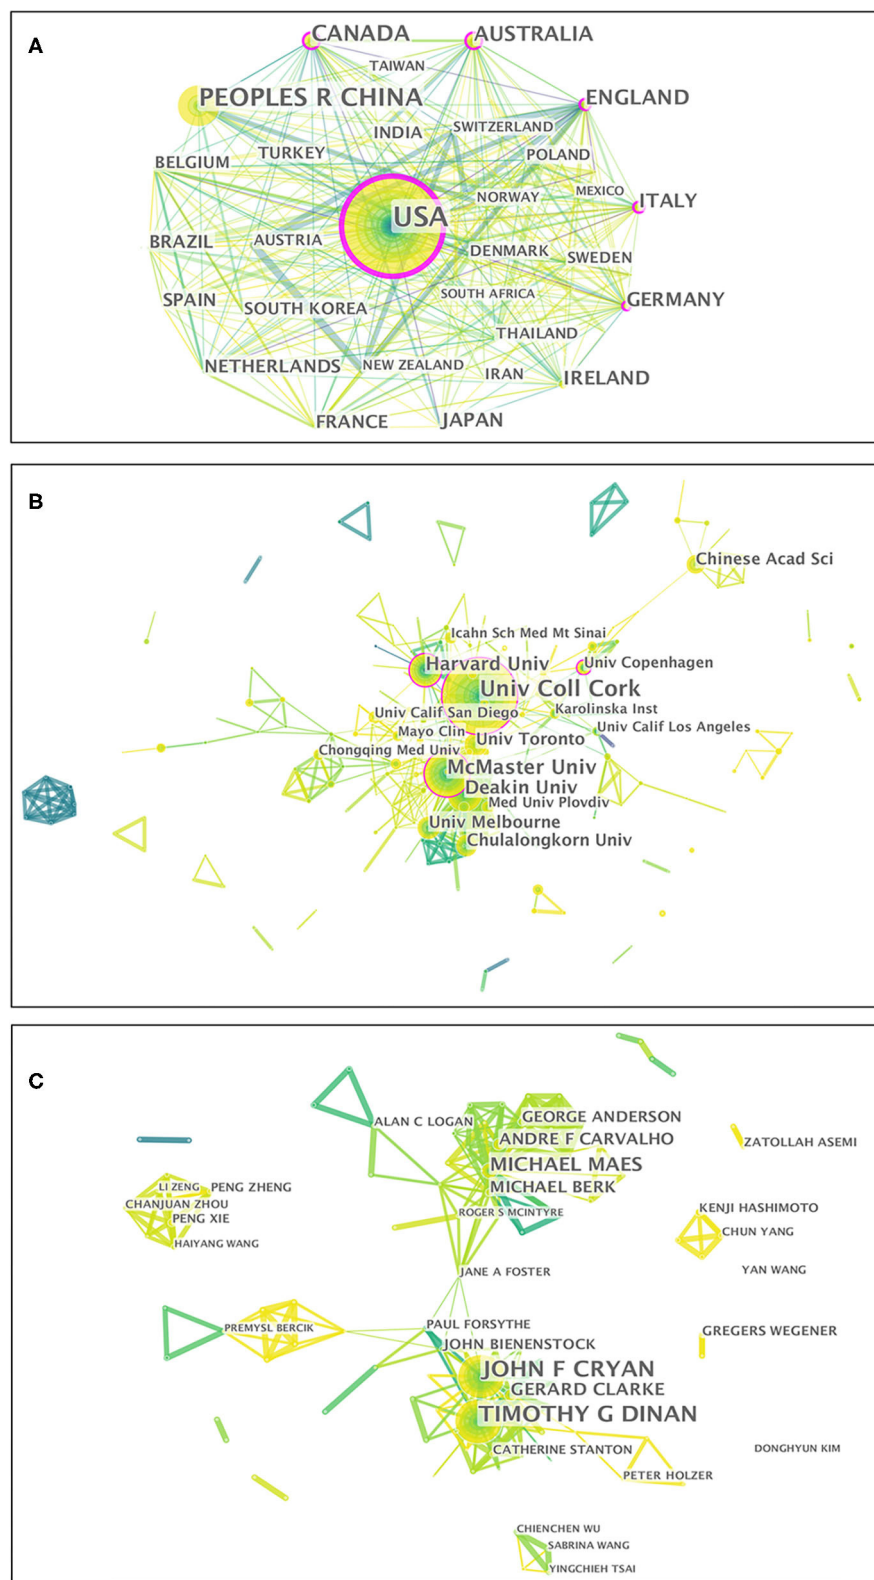 A
CANADA
AUSTRALIA
TAIWAN
PEOPLES R CHINA
ENGLAND
INDIA
SWITZERLAND
TURKEY
POLAND
BELGIUM
MEXICO
NORWAY
ITALY
USA
BRAZIL
AUSTRIA
DENMARK
SWEDEN
SOUTH AFRICA
SPAIN
GERMANY
SOUTH KOREA
THAILAND
NETHERLANDS
NEW ZEALAND
IRAN
IRELAND
FRANCE
JAPAN
B
Chinese Acad Sci
Icahn Sch Med Mt Sinai
Harvard Univ
Univ Copenhagen
Univ Coll Cork
Univ Calif San Diego
Karolinska Inst
Univ Calif Los Angeles
Mayo Clin
Univ Toronto
Chongqing Med Univ
McMaster Univ
Deakin Univ
Med Univ Plovdiv
Univ Melbourne
Chulalongkorn Univ
C
ALAN C LOGAN
GEORGE ANDERSON
ANDRE F CARVALHO
ZATOLLAH ASEMI
MICHAEL MAES
LI ZENG
PENG ZHENG
MICHAEL BERK
CHANJUAN ZHOU
KENJI HASHIMOTO
ROGER S MCINTYRE
PENG XIE
CHUN YANG
HAIYANG WANG
YAN WANG
JANE A FOSTER
PREMYSL BERCIK
PAUL FORSYTHE
GREGERS WEGENER
JOHN BIENENSTOCK
JOHN F CRYAN
GERARD CLARKE
TIMOTHY G DINAN
CATHERINE STANTON
DONGHYUN KIM
PETER HOLZER
CHIENCHEN WU
SABRINA WANG
YINGCHIEH TSAI